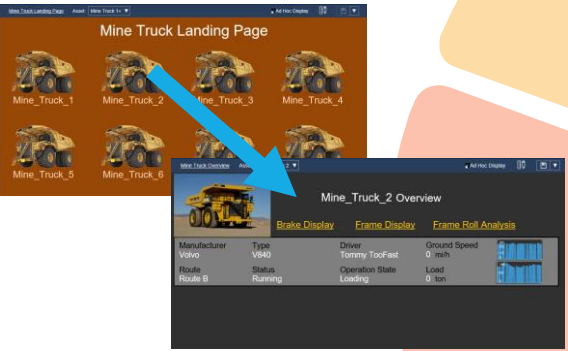 Mine Truck Landing Page Asset: Mine Truck 1 Ad Hoc Display
Mine Truck Landing Page
Mine_Truck_1 Mine_Truck_2 Mine_Truck_3 Mine_Truck_4
Mine_Truck_5 Mine_Truck_6
Mine Truck Overview Ad Hoc Display
Mine_Truck_2 Overview
Brake Display Frame Display Frame Roll Analysis
Manufacturer Type Driver Ground Speed
Volvo V840 Tommy TooFast 0 mi/h
Route Status Operation State Load
Route B Running Loading 0 ton